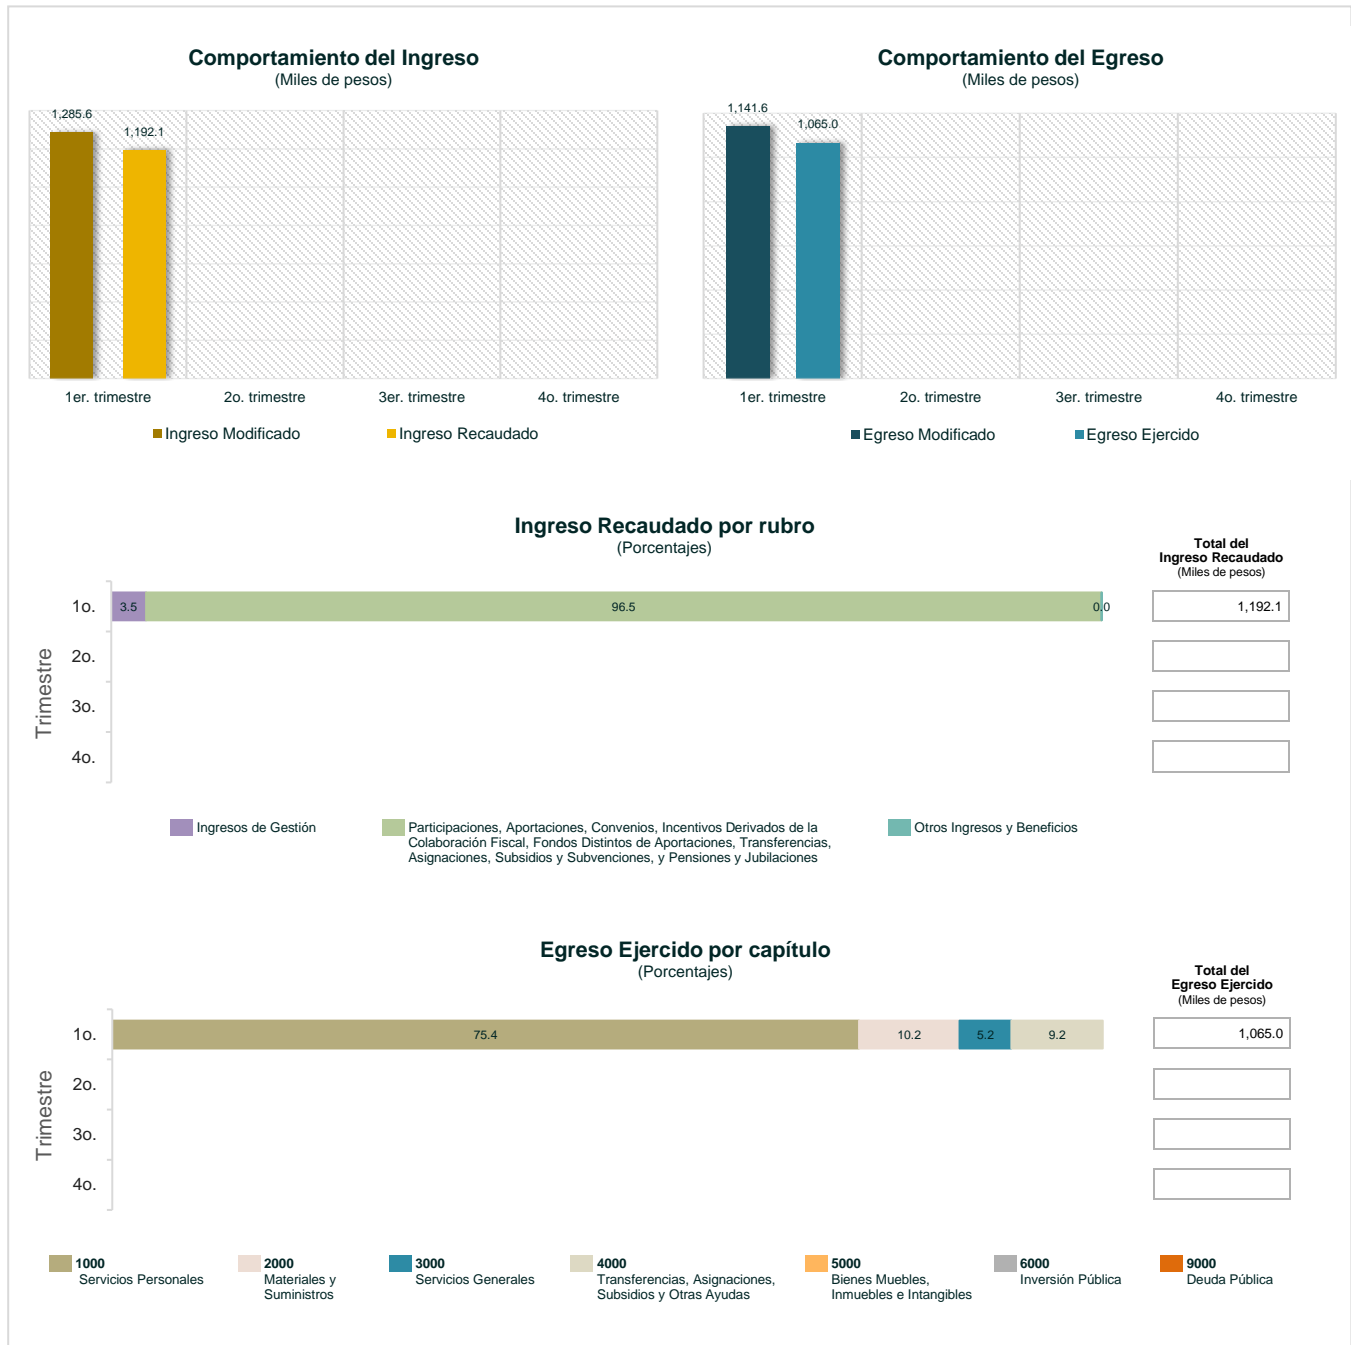 Comportamiento del Ingreso
(Miles de pesos)
1,285.6
1,192.1
1er. trimestre
2o. trimestre
3er. trimestre
4o. trimestre
Ingreso Modificado
Ingreso Recaudado
Comportamiento del Egreso
(Miles de pesos)
1,141.6
1,065.0
1er. trimestre
2o. trimestre
3er. trimestre
4o. trimestre
Egreso Modificado
Egreso Ejercido
Ingreso Recaudado por rubro
(Porcentajes)
Total del
Ingreso Recaudado
(Miles de pesos)
Trimestre
1o.
3.5
96.5
0.0
1,192.1
2o.
3o.
4o.
Ingresos de Gestión
Participaciones, Aportaciones, Convenios, Incentivos Derivados de la
Colaboración Fiscal, Fondos Distintos de Aportaciones, Transferencias,
Asignaciones, Subsidios y Subvenciones, y Pensiones y Jubilaciones
Otros Ingresos y Beneficios
Egreso Ejercido por capítulo
(Porcentajes)
Total del
Egreso Ejercido
(Miles de pesos)
Trimestre
1o.
75.4
10.2
5.2
9.2
1,065.0
2o.
3o.
4o.
1000
Servicios Personales
2000
Materiales y
Suministros
3000
Servicios Generales
4000
Transferencias, Asignaciones,
Subsidios y Otras Ayudas
5000
Bienes Muebles,
Inmuebles e Intangibles
6000
Inversión Pública
9000
Deuda Pública